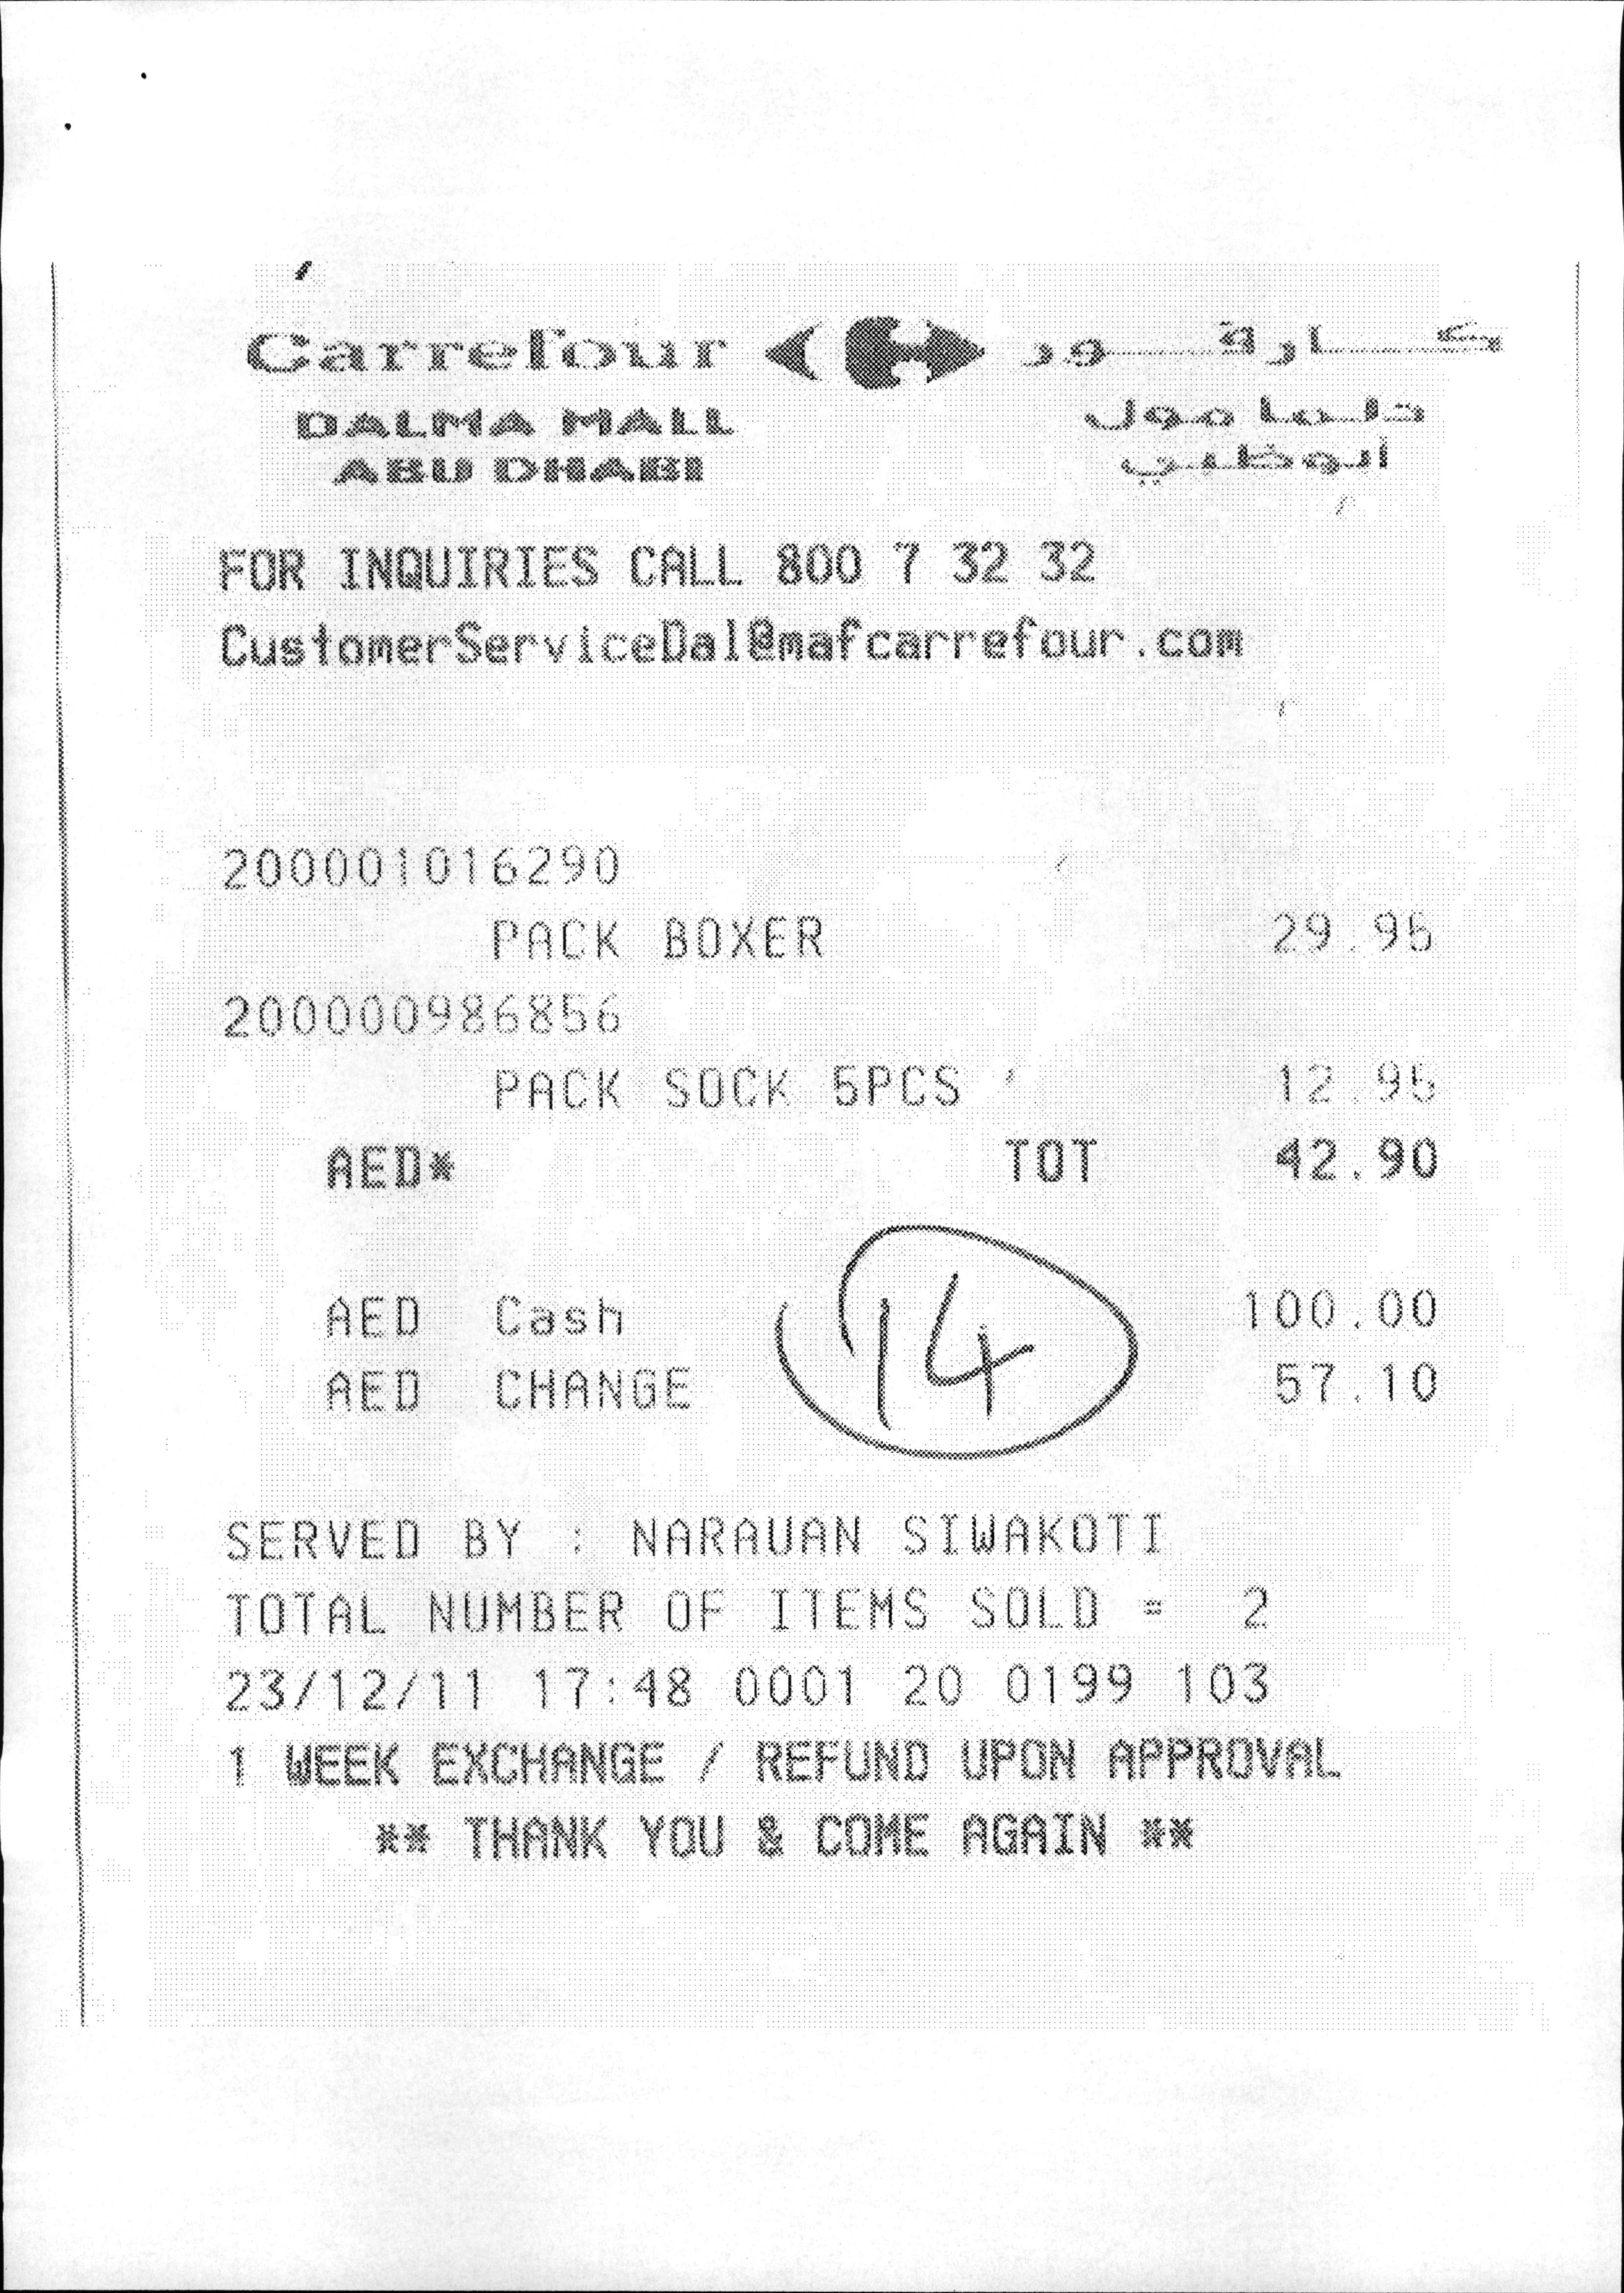 Carrefour كارفور
DALMA MALL دلما مول
ABU DHABI أبوظبي
FOR INQUIRIES CALL 800 7 32 32
CustomerServiceDal@mafcarrefour.com
200001016290
PACK BOXER 29.95
200000986856
PACK SOCK 5PCS 12.95
AED* TOT 42.90
AED Cash 100.00
14
AED CHANGE 57.10
SERVED BY : NARAUAN SIWAKOTI
TOTAL NUMBER OF ITEMS SOLD = 2
23/12/11 17:48 0001 20 0199 103
1 WEEK EXCHANGE / REFUND UPON APPROVAL
** THANK YOU & COME AGAIN **